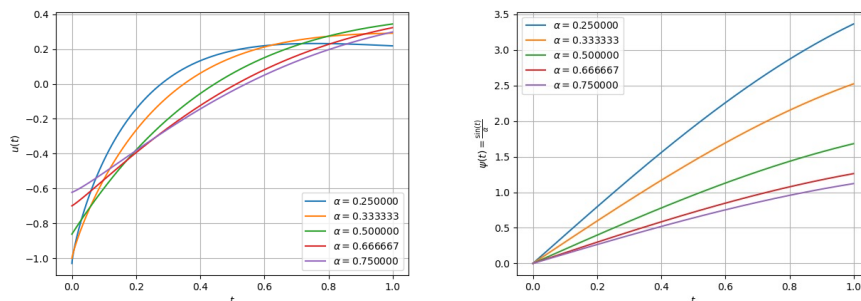 0.4
0.2
0.0
−0.2
−0.4
−0.6
−0.8
−1.0
u(t)
α = 0.250000
α = 0.333333
α = 0.500000
α = 0.666667
α = 0.750000
0.0 0.2 0.4 0.6 0.8 1.0
t
3.5
3.0
2.5
2.0
1.5
1.0
0.5
0.0
ψ(t) = sin(t)/α
α = 0.250000
α = 0.333333
α = 0.500000
α = 0.666667
α = 0.750000
0.0 0.2 0.4 0.6 0.8 1.0
t